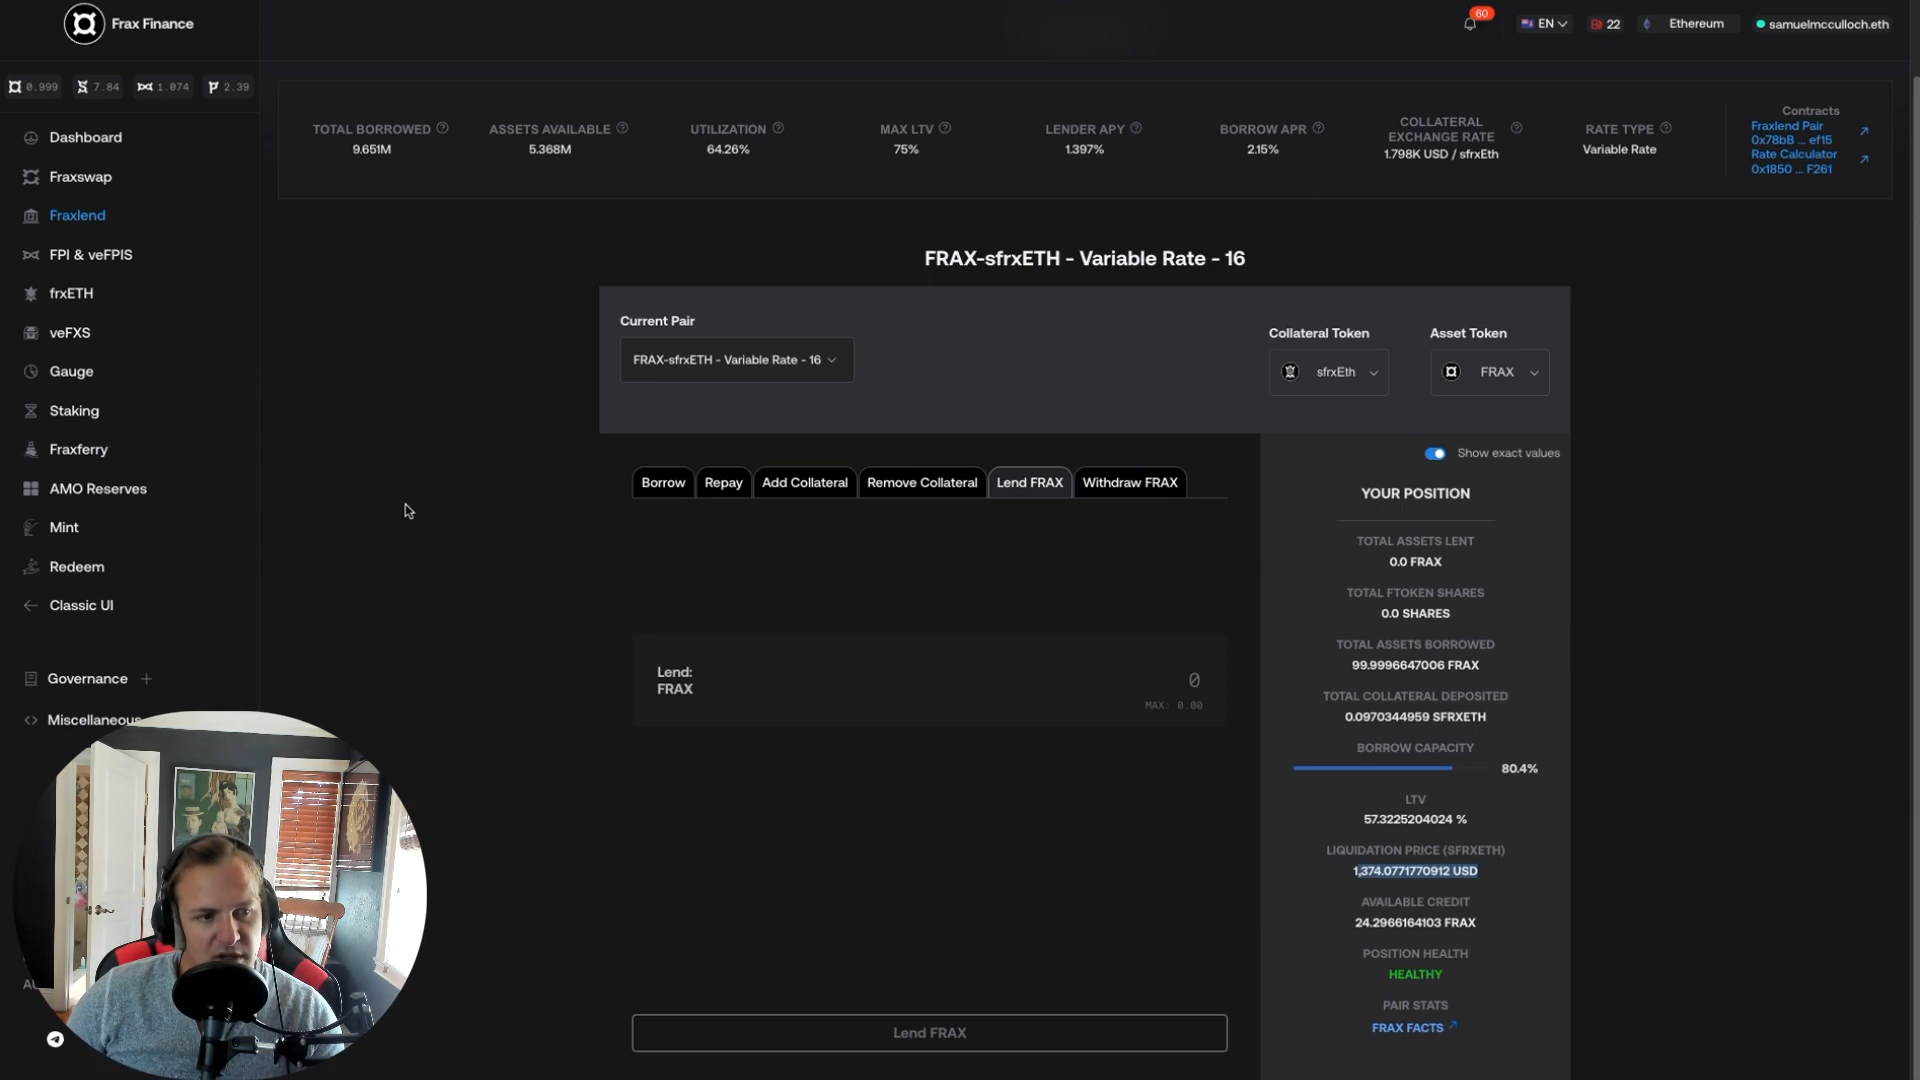 Frax Finance
60
EN
22
Ethereum
samuelmcculloch.eth
0.999
7.84
1.074
2.39
Dashboard
Fraxswap
Fraxlend
FPI & veFPIS
frxETH
veFXS
Gauge
Staking
Fraxferry
AMO Reserves
Mint
Redeem
Classic UI
Governance
Miscellaneous
TOTAL BORROWED
9.651M
ASSETS AVAILABLE
5.368M
UTILIZATION
64.26%
MAX LTV
75%
LENDER APY
1.397%
BORROW APR
2.15%
COLLATERAL
EXCHANGE RATE
1.798K USD / sfrxEth
RATE TYPE
Variable Rate
Contracts
Fraxlend Pair
0x78bB ... ef15
Rate Calculator
0x1850 ... F261
FRAX-sfrxETH - Variable Rate - 16
Current Pair
FRAX-sfrxETH - Variable Rate - 16
Collateral Token
sfrxEth
Asset Token
FRAX
Borrow
Repay
Add Collateral
Remove Collateral
Lend FRAX
Withdraw FRAX
Lend:
FRAX
0
MAX: 0.00
Lend FRAX
Show exact values
YOUR POSITION
TOTAL ASSETS LENT
0.0 FRAX
TOTAL FTOKEN SHARES
0.0 SHARES
TOTAL ASSETS BORROWED
99.9996647006 FRAX
TOTAL COLLATERAL DEPOSITED
0.0970344959 SFRXETH
BORROW CAPACITY
80.4%
LTV
57.3225204024 %
LIQUIDATION PRICE (SFRXETH)
1,374.0771770912 USD
AVAILABLE CREDIT
24.2966164103 FRAX
POSITION HEALTH
HEALTHY
PAIR STATS
FRAX FACTS